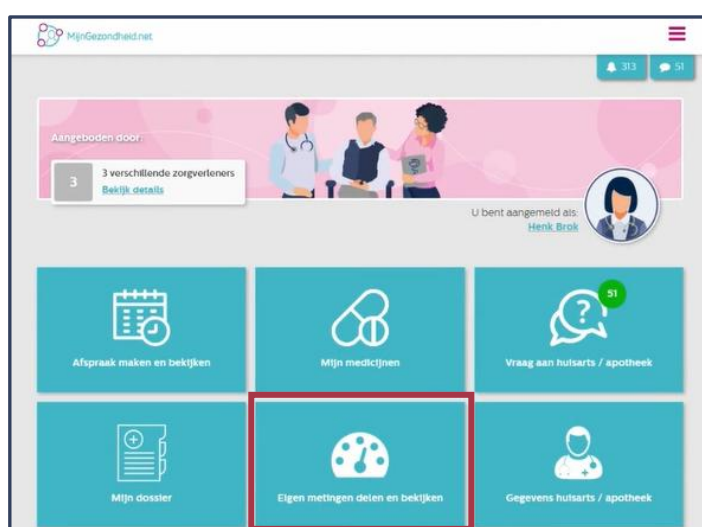 MijnGezondheid.net
313
51
Aangeboden door:
3
3 verschillende zorgverleners
Bekijk details
U bent aangemeld als:
Henk Brok
51
Afspraak maken en bekijken
Mijn medicijnen
Vraag aan huisarts / apotheek
Mijn dossier
Eigen metingen delen en bekijken
Gegevens huisarts / apotheek